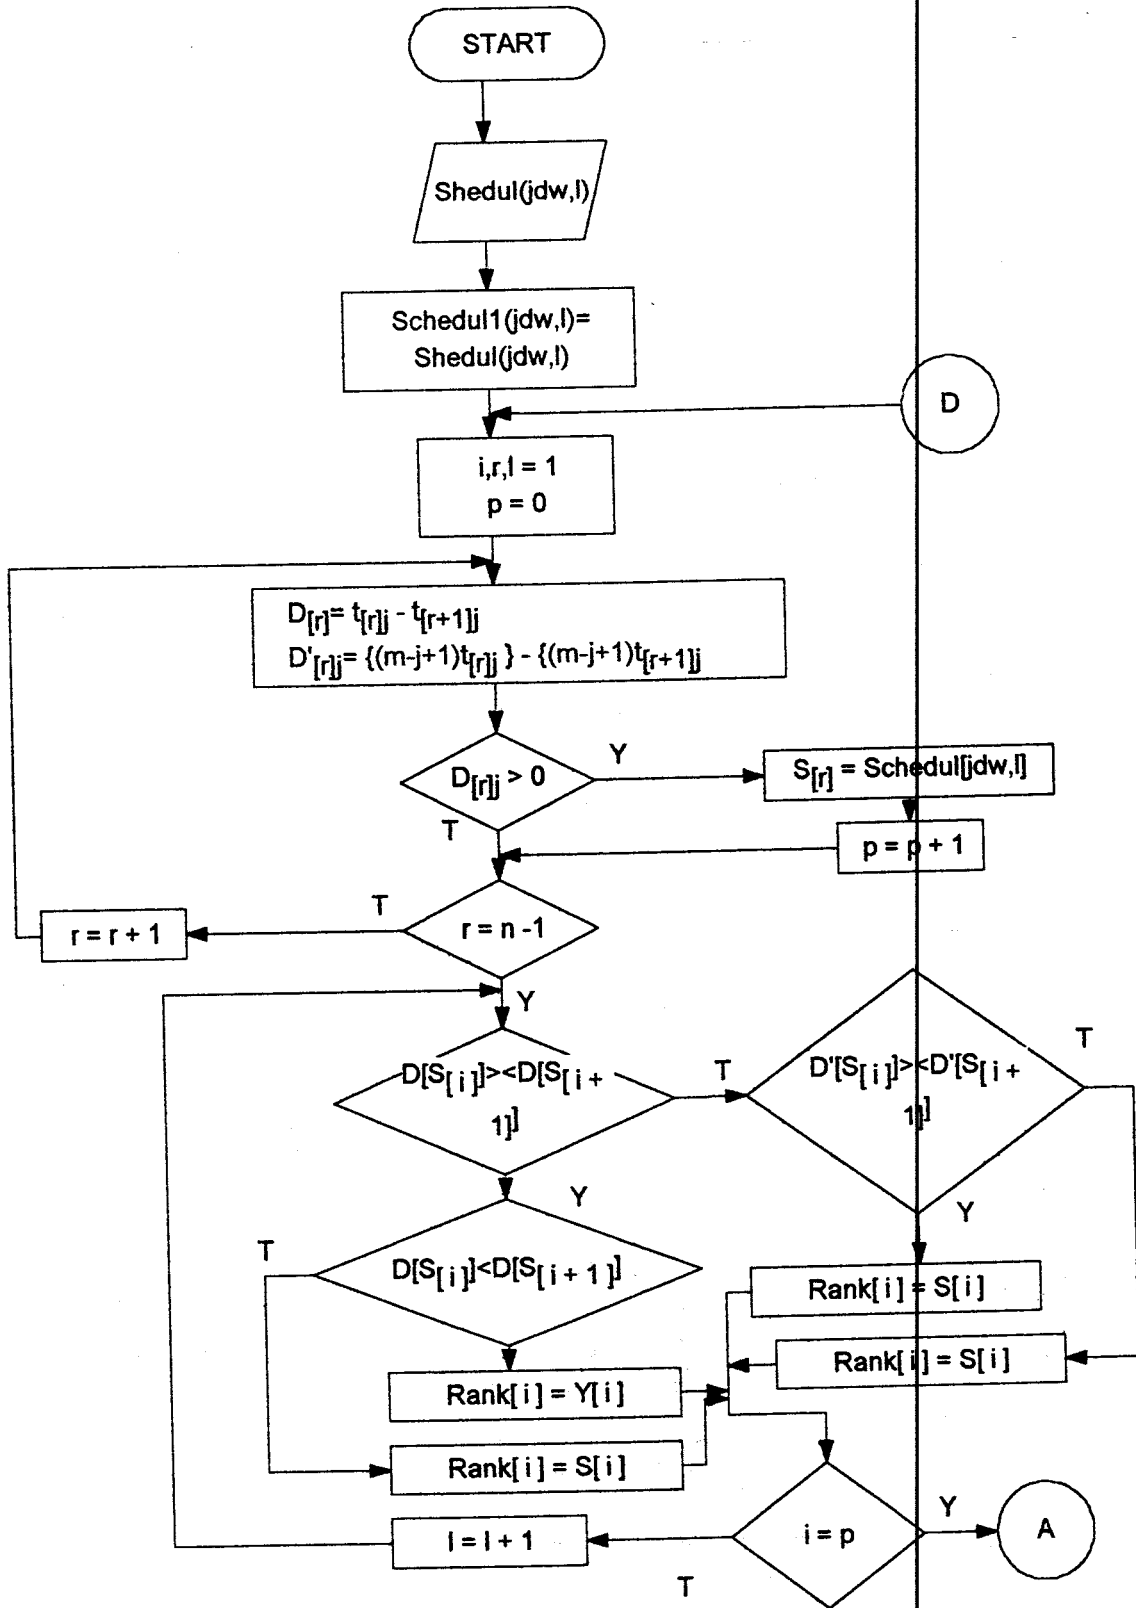 START
Shedul(jdw,l)
Schedul1(jdw,l)=
Shedul(jdw,l)
D
i,r,l = 1
p = 0
D[r]= t[r]j - t[r+1]j
D'[r]j= {(m-j+1)t[r]j } - {(m-j+1)t[r+1]j
D[r]j > 0
Y
S[r] = Schedul[jdw,l]
T
p = p + 1
T
r = n -1
r = r + 1
Y
D[S[ i ]]><D[S[ i +
1]]
T
D'[S[ i ]]><D'[S[ i +
1]]
T
Y
Y
T
D[S[ i ]]<D[S[ i + 1 ]]
Rank[ i ] = S[ i ]
Rank[ i ] = S[ i ]
Rank[ i ] = Y[ i ]
Rank[ i ] = S[ i ]
l = l + 1
T
i = p
Y
A